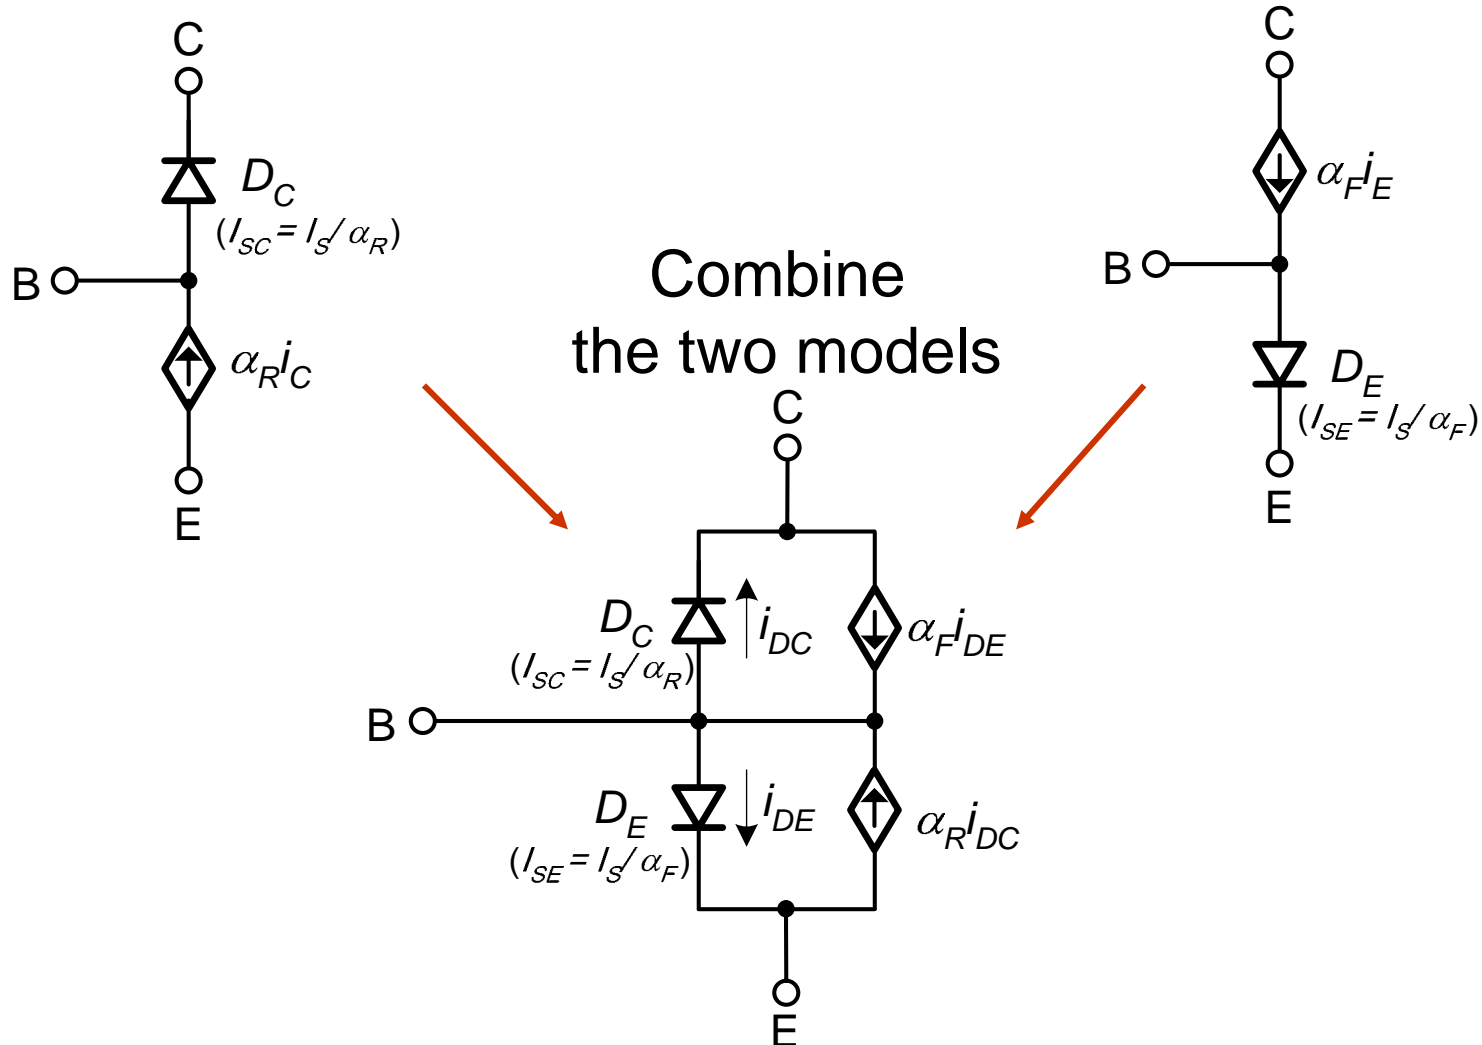 C
D_C
(I_SC = I_S/α_R)
B
α_R i_C
E
C
α_F i_E
B
D_E
(I_SE = I_S/α_F)
E
Combine
the two models
C
D_C
(I_SC = I_S/α_R)
i_DC
α_F i_DE
B
D_E
(I_SE = I_S/α_F)
i_DE
α_R i_DC
E